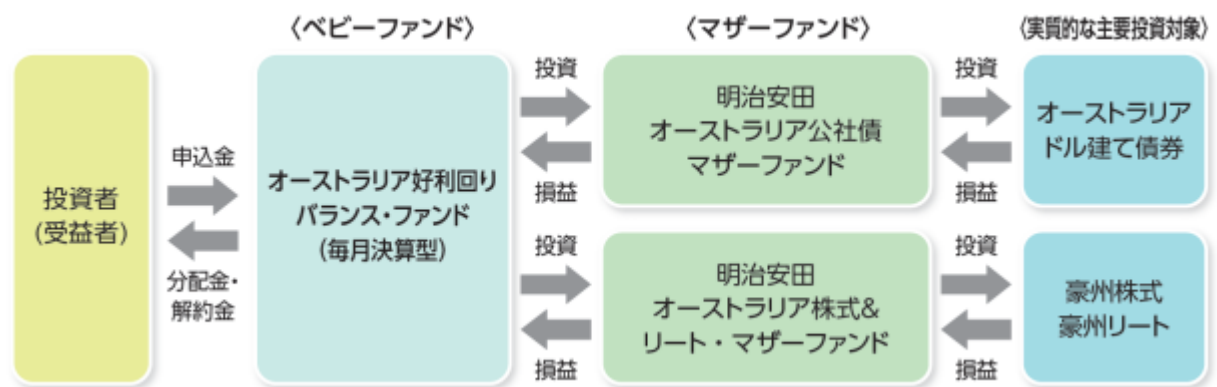 〈ベビーファンド〉
〈マザーファンド〉
〈実質的な主要投資対象〉
投資者
(受益者)
申込金
分配金・
解約金
オーストラリア好利回り
バランス・ファンド
(毎月決算型)
投資
損益
明治安田
オーストラリア公社債
マザーファンド
投資
損益
オーストラリア
ドル建て債券
投資
損益
明治安田
オーストラリア株式&
リート・マザーファンド
投資
損益
豪州株式
豪州リート